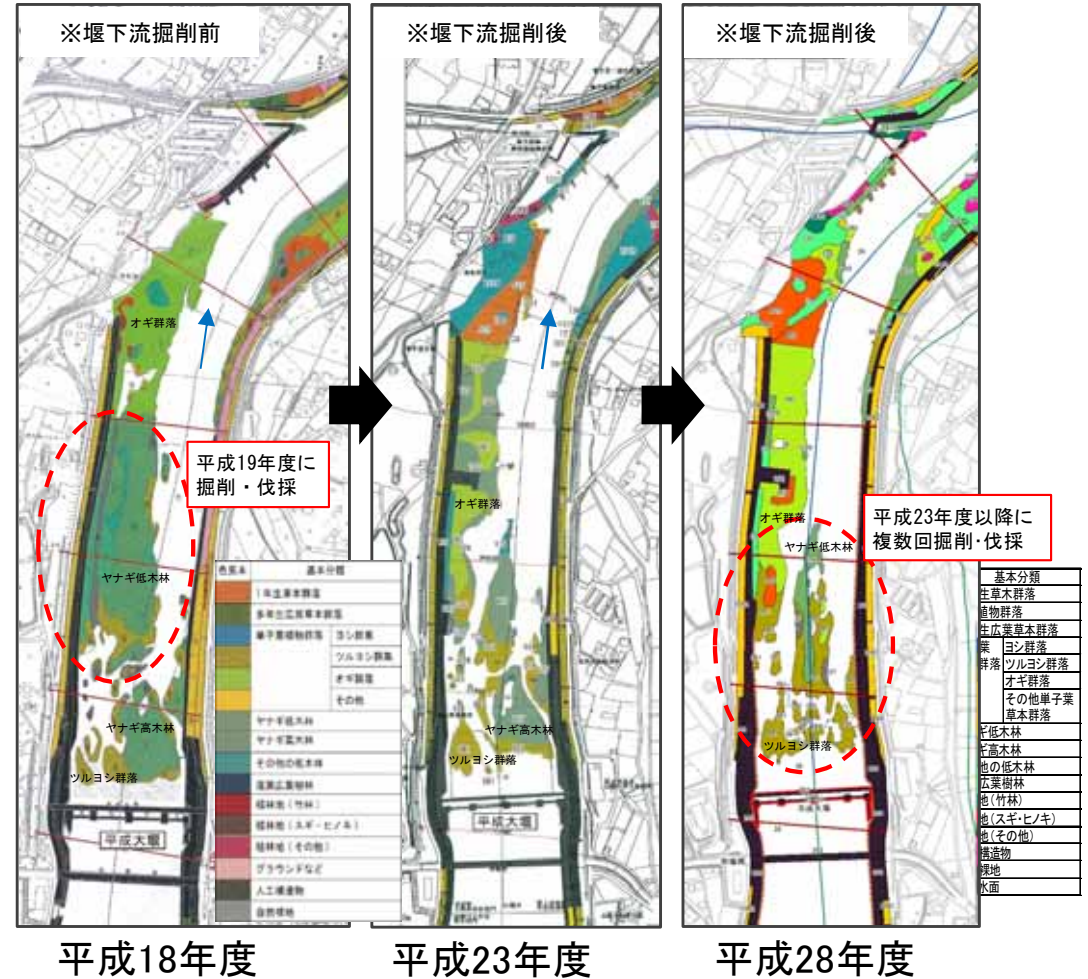 ※堰下流掘削前
※堰下流掘削後
※堰下流掘削後
オギ群落
平成19年度に
掘削・伐採
ヤナギ低木林
ヤナギ高木林
ツルヨシ群落
平成大堰
オギ群落
ヤナギ高木林
ツルヨシ群落
平成大堰
オギ群落
ヤナギ低木林
平成23年度以降に
複数回掘削・伐採
ツルヨシ群落
色見本 基本分類
1年生草本群落
多年生広葉草本群落
単子葉植物群落 ヨシ群落
ツルヨシ群落
オギ群落
その他
ヤナギ低木林
ヤナギ高木林
その他の低木林
落葉広葉樹林
植林地(竹林)
植林地(スギ・ヒノキ)
植林地(その他)
グラウンドなど
人工構造物
自然裸地
基本分類
生草木群落
植物群落
生広葉草本群落
葉 ヨシ群落
群落 ツルヨシ群落
オギ群落
その他単子葉
草本群落
ギ低木林
ギ高木林
他の低木林
広葉樹林
地(竹林)
地(スギ・ヒノキ)
地(その他)
構造物
裸地
水面
平成18年度
平成23年度
平成28年度